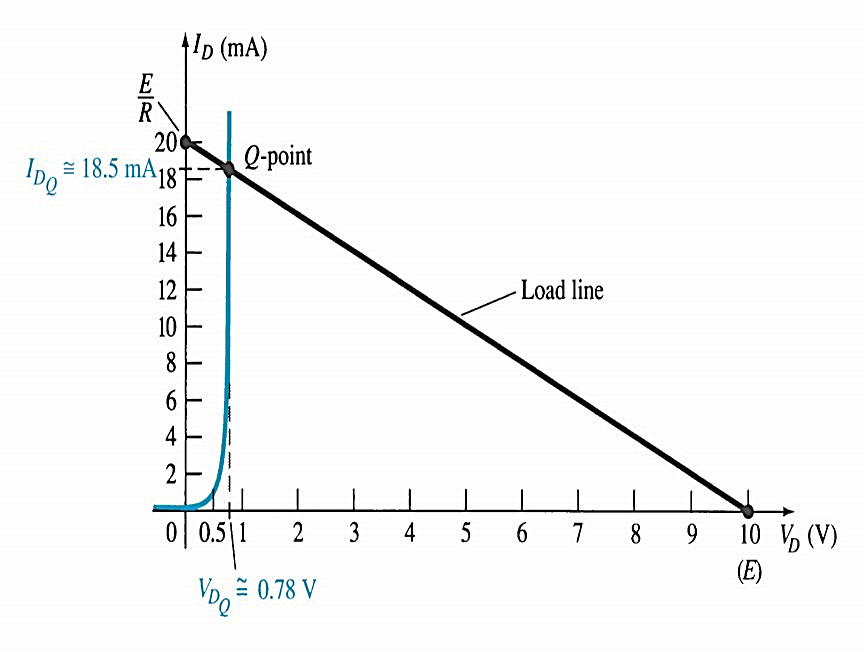 I_D (mA)
E
R
20
I_DQ ≅ 18.5 mA
Q-point
18
16
14
12
Load line
10
8
6
4
2
0 0.5 1 2 3 4 5 6 7 8 9 10 V_D (V)
(E)
V_DQ ≅ 0.78 V